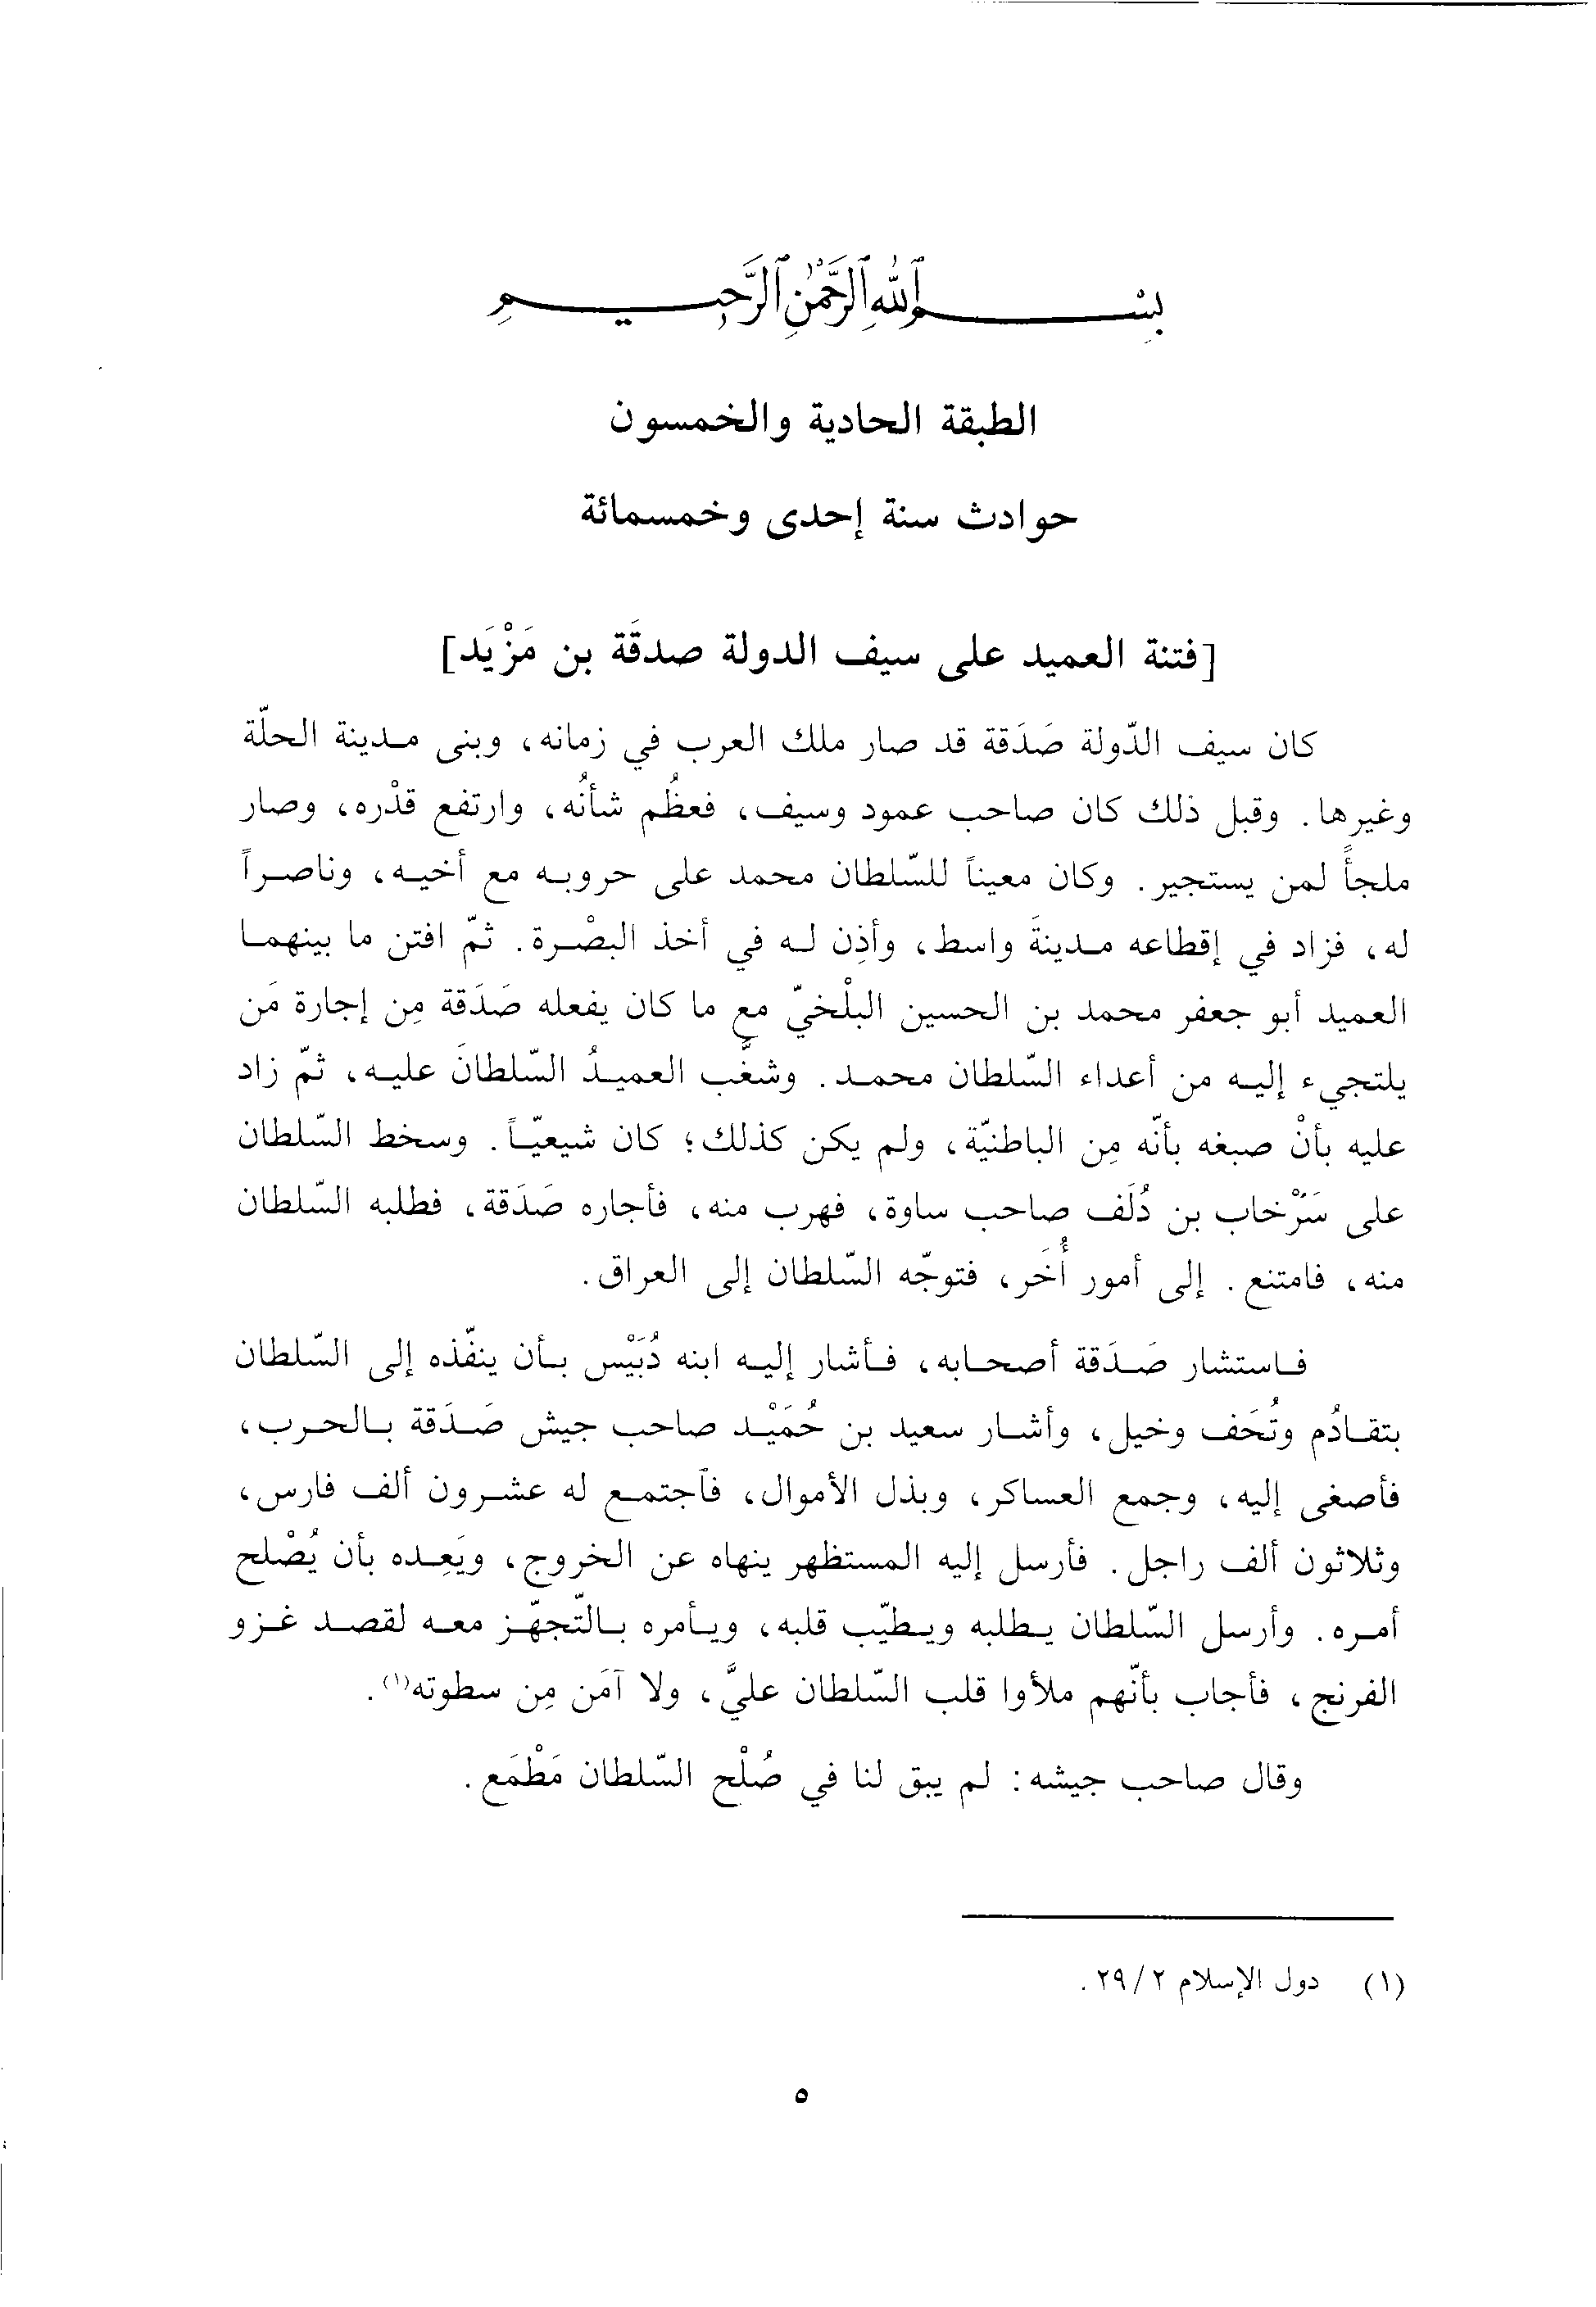 بِسْمِ ٱللَّهِ ٱلرَّحْمَٰنِ ٱلرَّحِيمِ
الطبقة الحادية والخمسون
حوادث سنة إحدى وخمسمائة
[فتنة العميد على سيف الدولة صدقَة بن مَزْيَد]
كان سيف الدّولة صَدَقة قد صار ملك العرب في زمانه، وبنى مدينة الحلّة
وغيرها. وقبل ذلك كان صاحب عمود وسيف، فعظُم شأنُه، وارتفع قدْره، وصار
ملجأً لمن يستجير. وكان معيناً للسّلطان محمد على حروبه مع أخيه، وناصراً
له، فزاد في إقطاعه مدينةَ واسط، وأذِن له في أخذ البصْرة. ثمّ افتن ما بينهما
العميد أبو جعفر محمد بن الحسين البلْخيّ مع ما كان يفعله صَدَقة مِن إجارة مَن
يلتجيء إليه من أعداء السّلطان محمد. وشغَّب العميدُ السّلطانَ عليه، ثمّ زاد
عليه بأنْ صبغه بأنّه مِن الباطنيّة، ولم يكن كذلك؛ كان شيعيّاً. وسخط السّلطان
على سَرْخاب بن دُلَف صاحب ساوة، فهرب منه، فأجاره صَدَقة، فطلبه السّلطان
منه، فامتنع. إلى أمور أُخَر، فتوجّه السّلطان إلى العراق.
فاستشار صَدَقة أصحابه، فأشار إليه ابنه دُبَيْس بأن ينفّذه إلى السّلطان
بتقادُم وتُحَف وخيل، وأشار سعيد بن حُمَيْد صاحب جيش صَدَقة بالحرب،
فأصغى إليه، وجمع العساكر، وبذل الأموال، فآجتمع له عشرون ألف فارس،
وثلاثون ألف راجل. فأرسل إليه المستظهر ينهاه عن الخروج، ويَعِده بأن يُصْلح
أمره. وأرسل السّلطان يطلبه ويطيّب قلبه، ويأمره بالتّجهّز معه لقصد غزو
الفرنج، فأجاب بأنّهم ملأوا قلب السّلطان عليَّ، ولا آمَن مِن سطوته(١).
وقال صاحب جيشه: لم يبق لنا في صُلْح السّلطان مَطْمَع.
(١) دول الإسلام ٢/ ٢٩.
٥